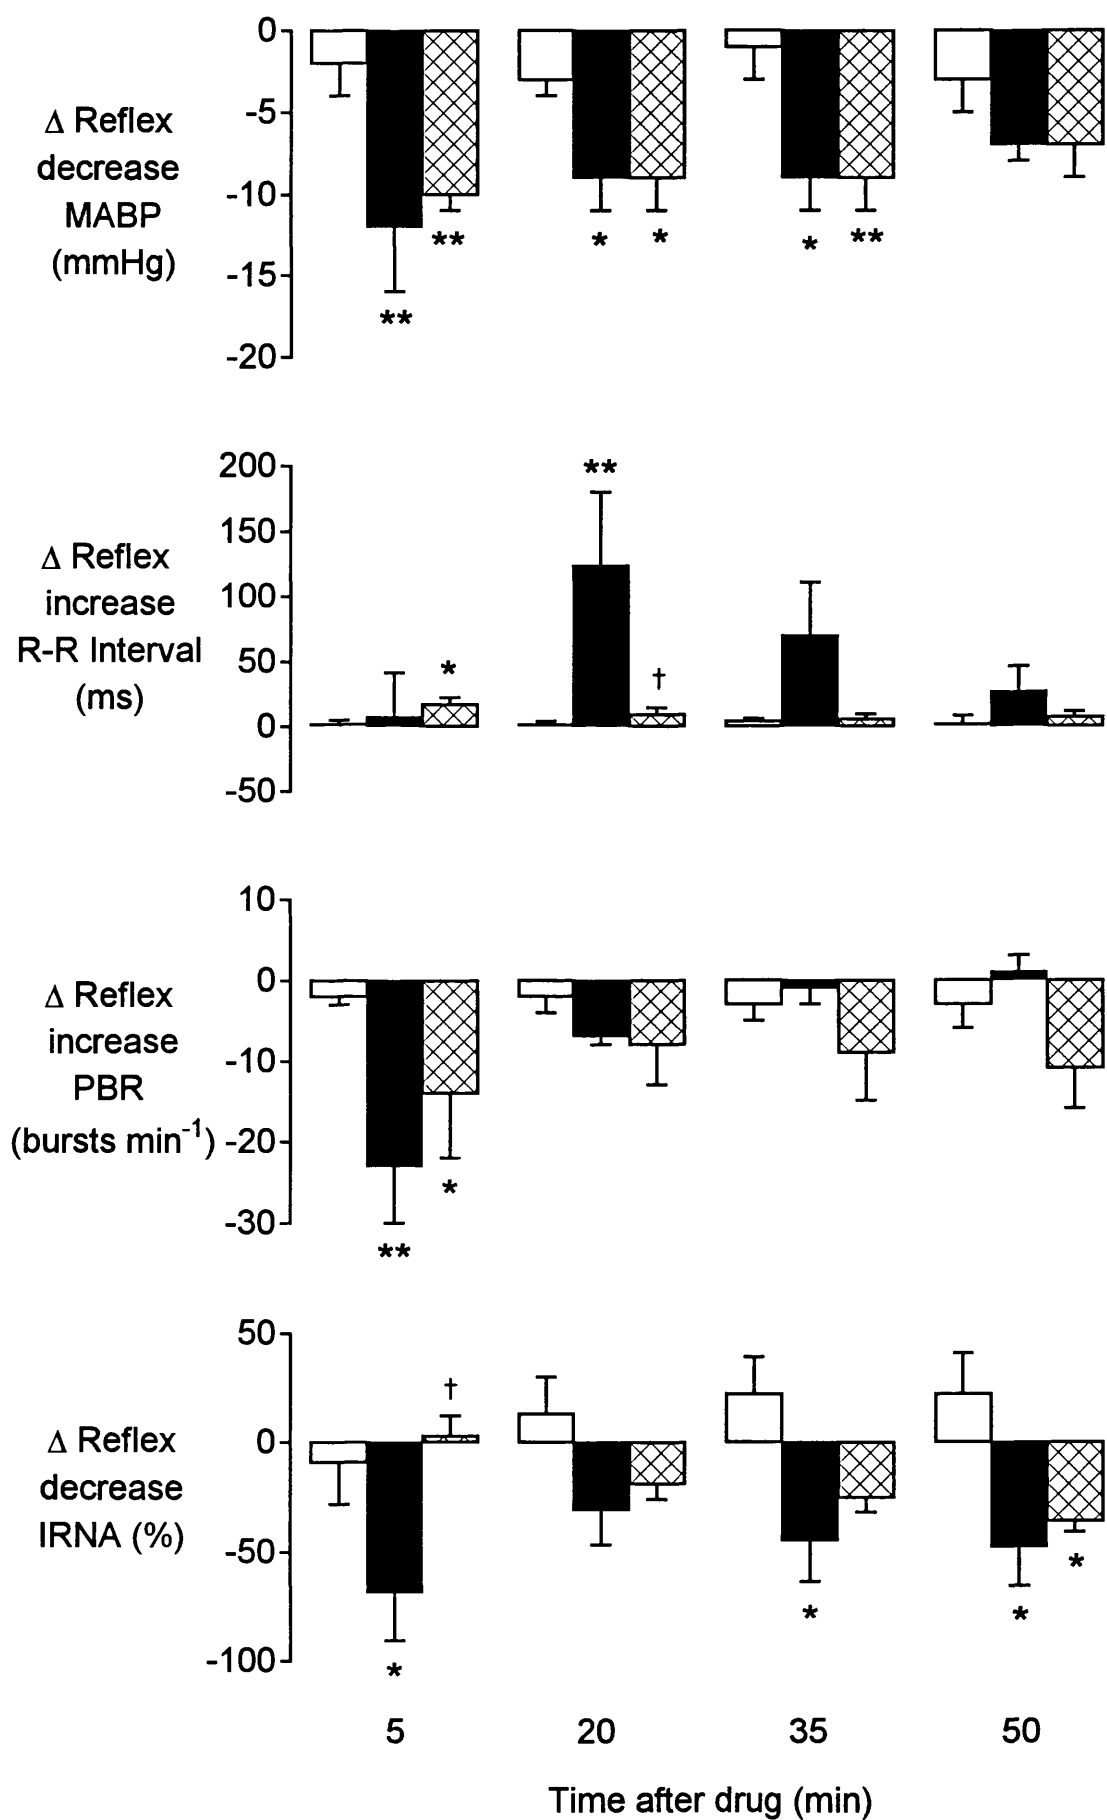 0
-5
-10
-15
-20
Δ Reflex
decrease
MABP
(mmHg)
**
**
*
*
*
**
200
150
100
50
0
-50
Δ Reflex
increase
R-R Interval
(ms)
*
**
†
10
0
-10
-20
-30
Δ Reflex
increase
PBR
(bursts min⁻¹)
**
*
50
0
-50
-100
Δ Reflex
decrease
IRNA (%)
*
†
*
*
*
5 20 35 50
Time after drug (min)